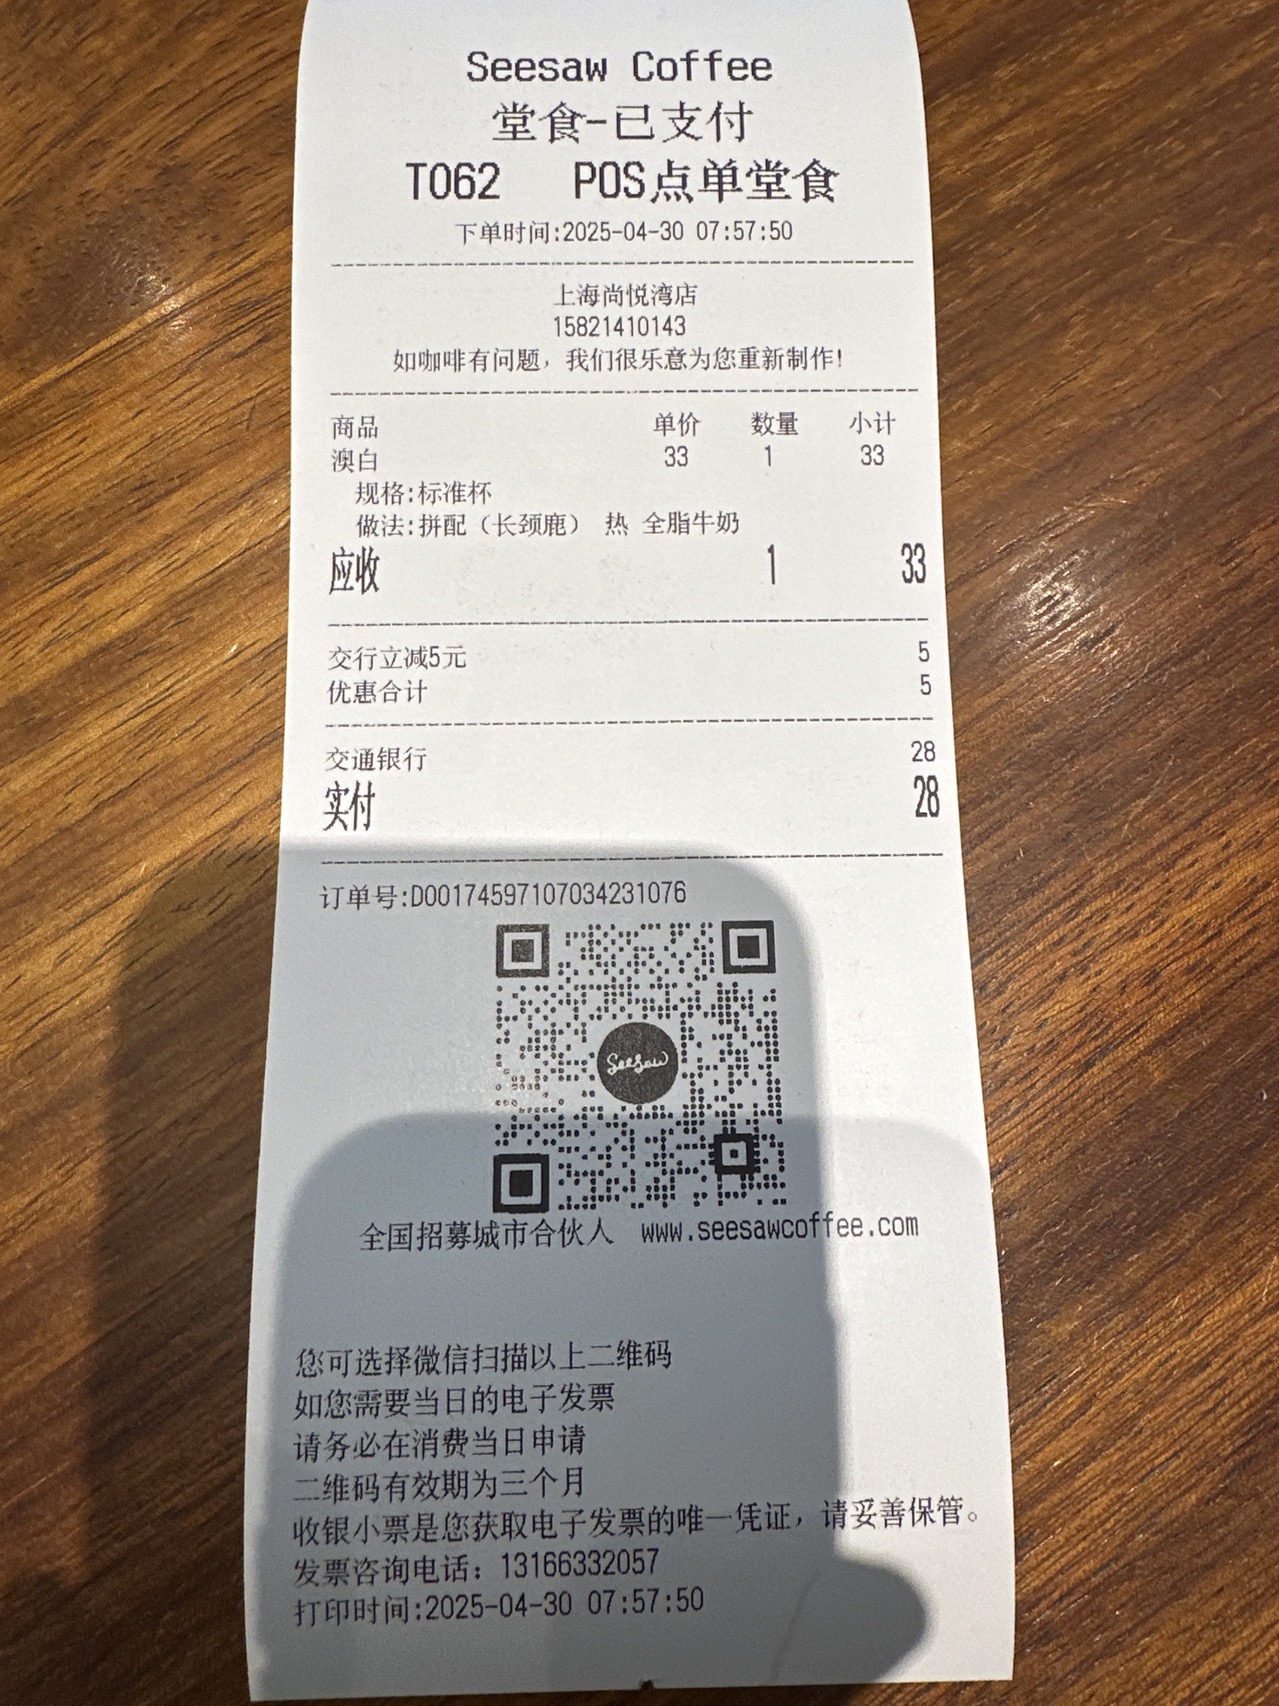 Seesaw Coffee
堂食-已支付
T062 POS点单堂食
下单时间:2025-04-30 07:57:50
上海尚悦湾店
15821410143
如咖啡有问题，我们很乐意为您重新制作!
商品 单价 数量 小计
澳白 33 1 33
规格:标准杯
做法:拼配（长颈鹿） 热 全脂牛奶
应收 1 33
交行立减5元 5
优惠合计 5
交通银行 28
实付 28
订单号:D00174597107034231076
Seesaw
全国招募城市合伙人 www.seesawcoffee.com
您可选择微信扫描以上二维码
如您需要当日的电子发票
请务必在消费当日申请
二维码有效期为三个月
收银小票是您获取电子发票的唯一凭证，请妥善保管。
发票咨询电话：13166332057
打印时间:2025-04-30 07:57:50